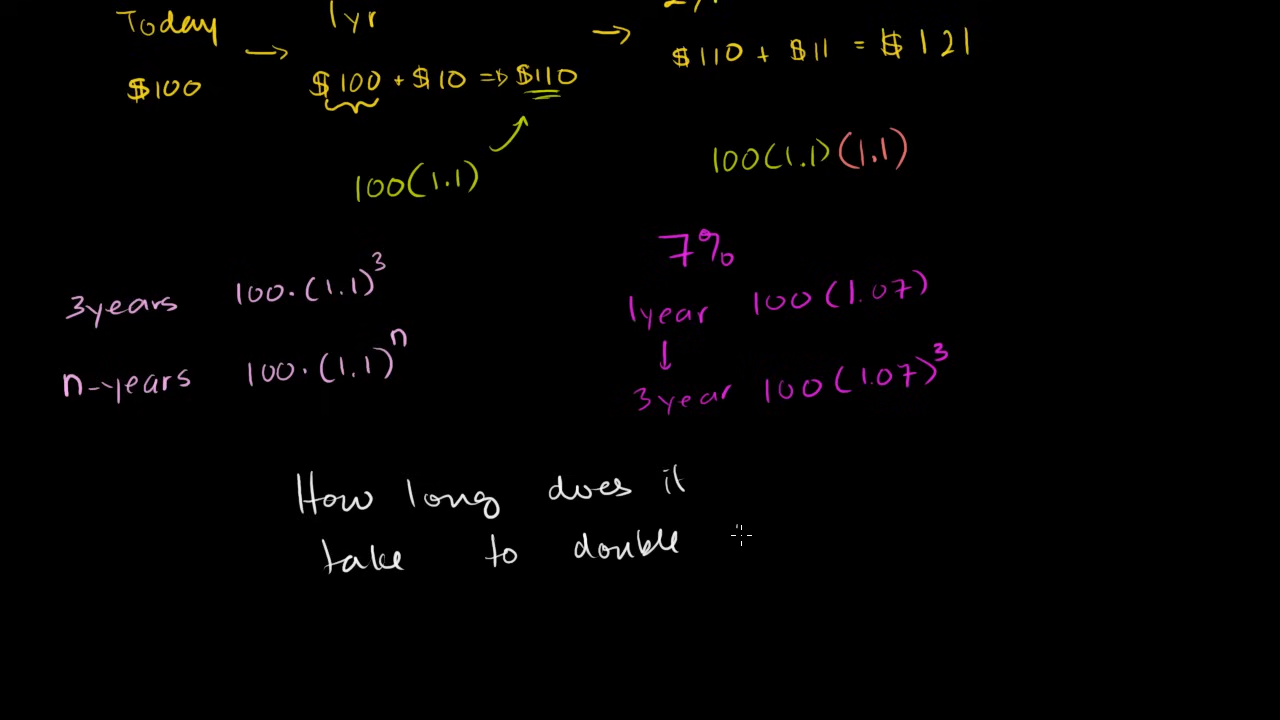 Today 1yr
$100 → $100 + $10 => $110 → $110 + $11 = $121
100(1.1) 100(1.1)(1.1)
7%
3years 100·(1.1)^3 1year 100(1.07)
n-years 100·(1.1)^n ↓ 3year 100(1.07)^3
How long does it
take to double